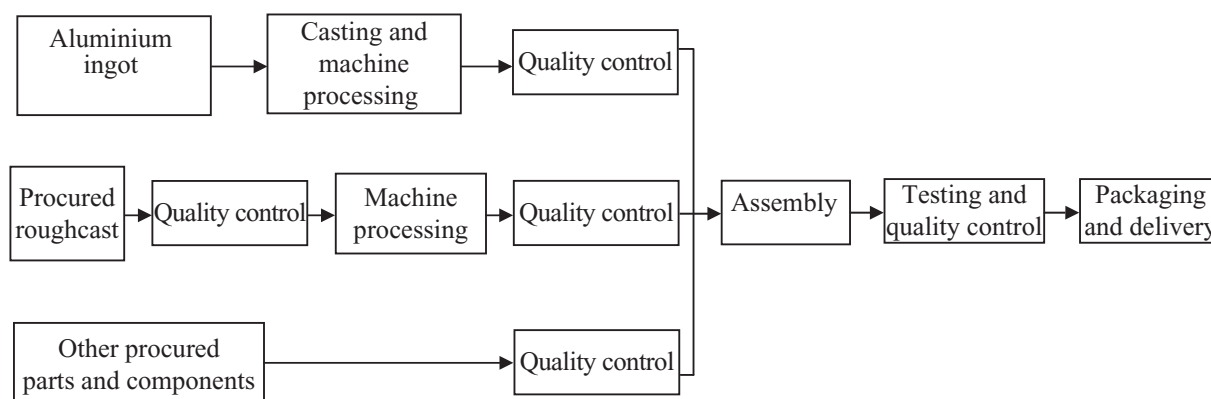 Aluminium
ingot
Casting and
machine
processing
Quality control
Procured
roughcast
Quality control
Machine
processing
Quality control
Assembly
Testing and
quality control
Packaging
and delivery
Other procured
parts and components
Quality control